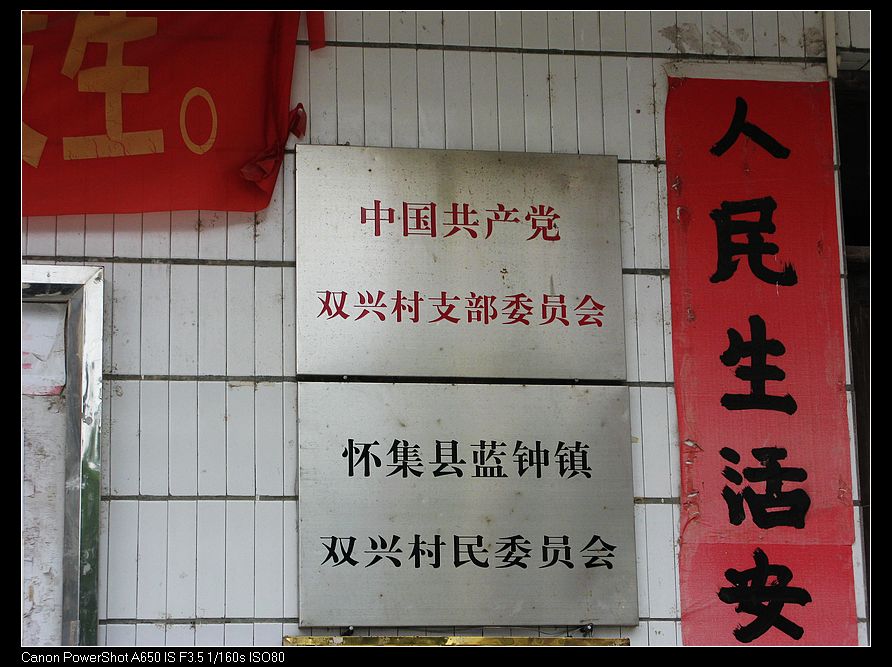 生。
中国共产党
双兴村支部委员会
怀集县蓝钟镇
双兴村民委员会
人民生活安
Canon PowerShot A650 IS F3.5 1/160s ISO80